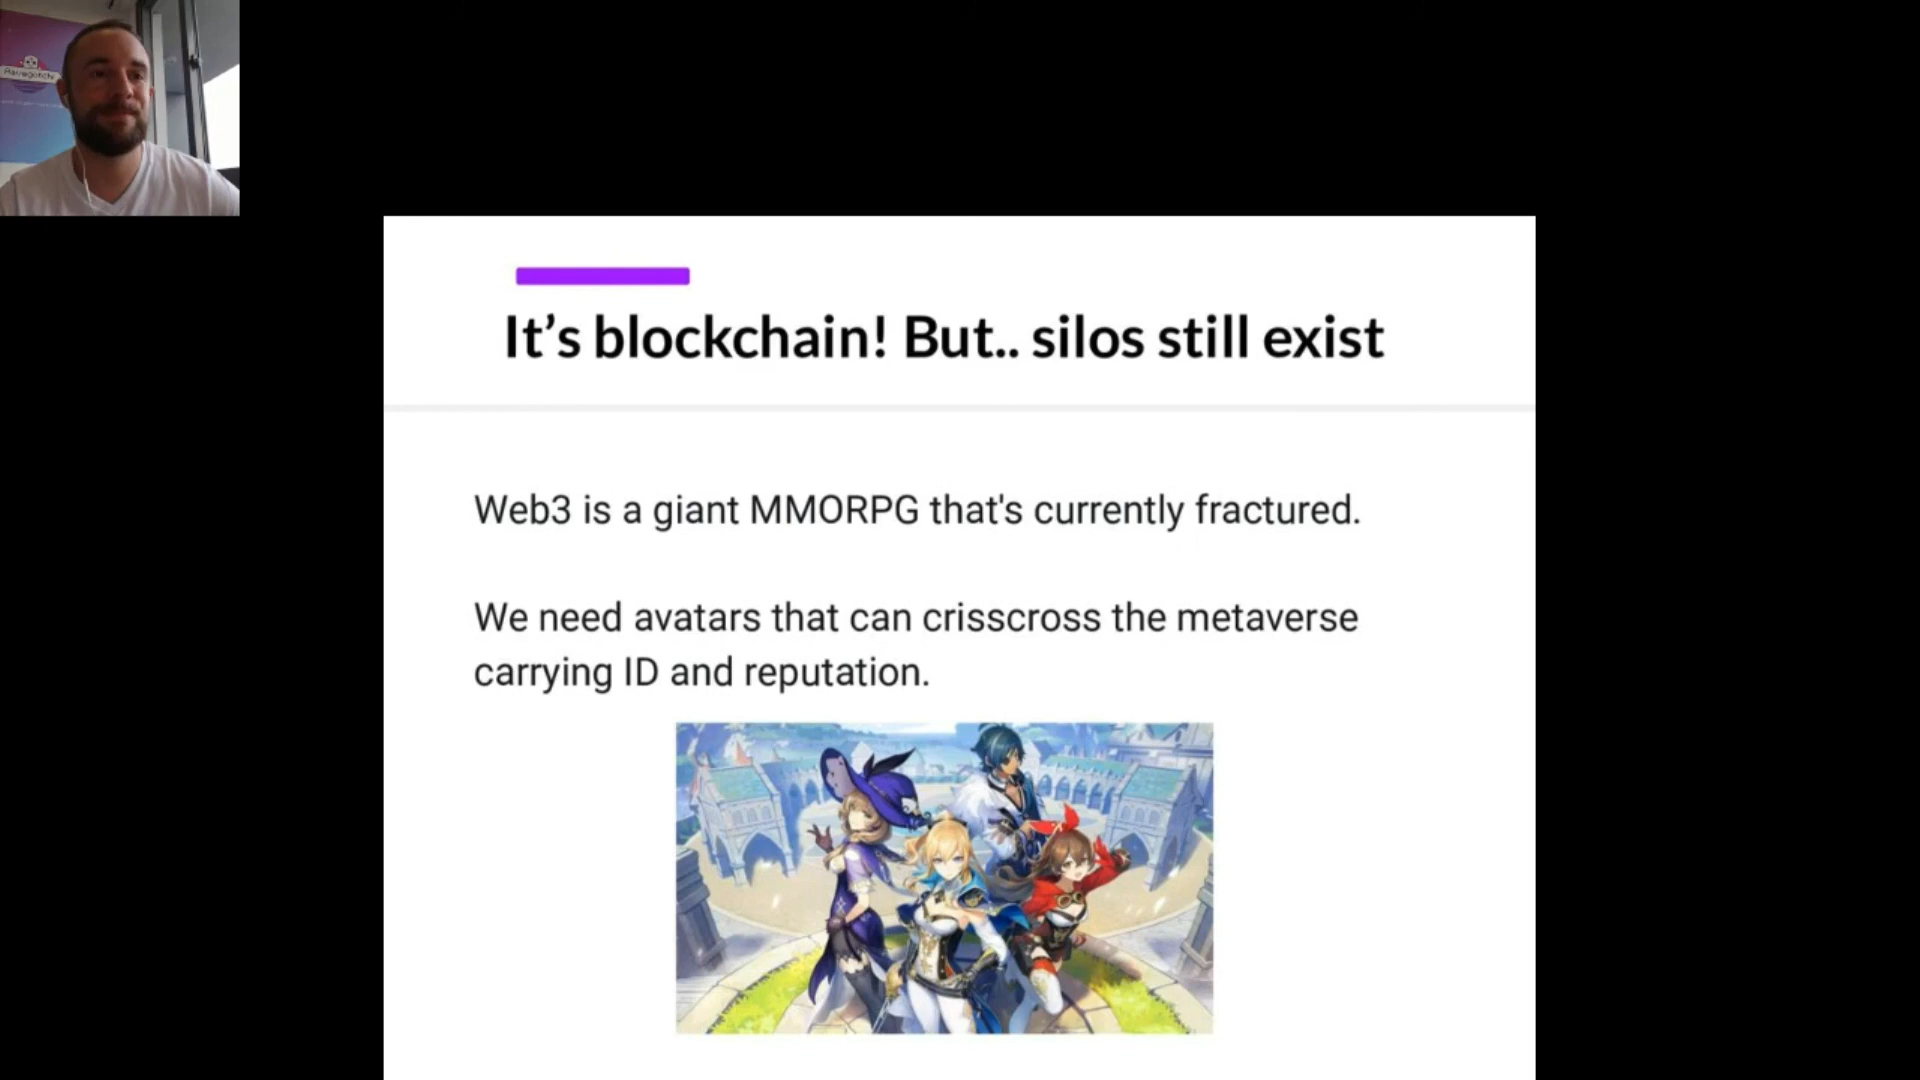 Aavegotchi
It’s blockchain! But.. silos still exist
Web3 is a giant MMORPG that's currently fractured.
We need avatars that can crisscross the metaverse
carrying ID and reputation.